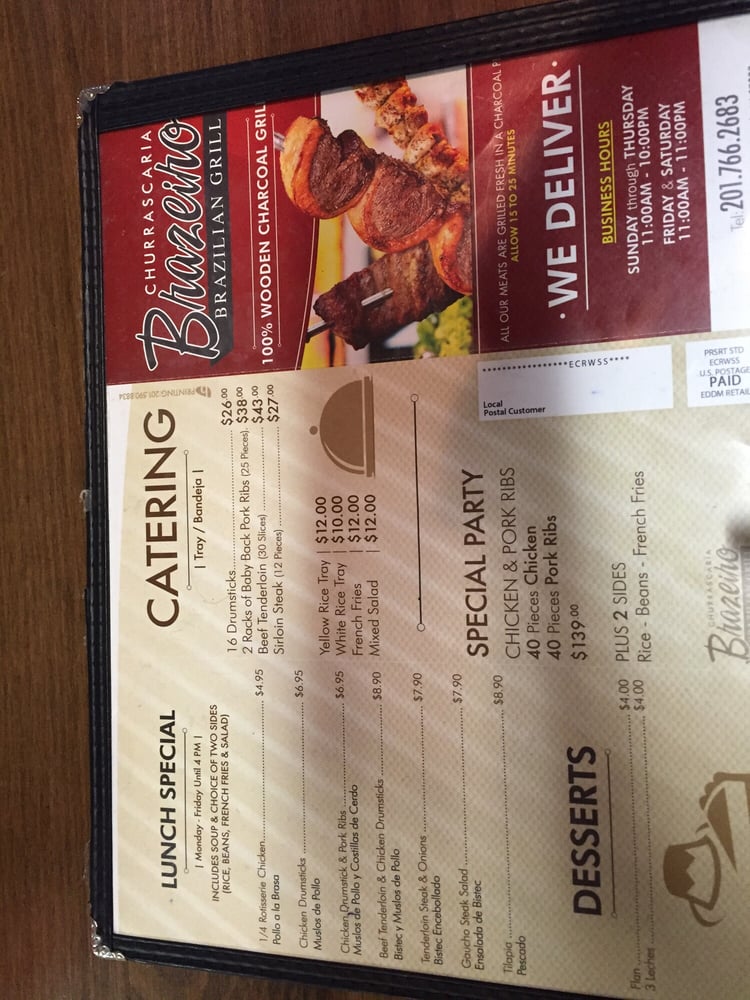 LUNCH SPECIAL
| Monday - Friday Until 4 PM |
INCLUDES SOUP & CHOICE OF TWO SIDES
(RICE, BEANS, FRENCH FRIES & SALAD)
1/4 Rotisserie Chicken.......... $4.95
Pollo a la Brasa
Chicken Drumsticks .......... $6.95
Muslos de Pollo
Chicken Drumstick & Pork Ribs .......... $6.95
Muslos de Pollo y Costillas de Cerdo
Beef Tenderloin & Chicken Drumsticks .......... $8.90
Bistec y Muslos de Pollo
Tenderloin Steak & Onions .......... $7.90
Bistec Encebollado
Gaucho Steak Salad .......... $7.90
Ensalada de Bistec
Tilapia .......... $8.90
Pescado
DESSERTS
Flan .......... $4.00
3 Leches .......... $4.00
CATERING
| Tray / Bandeja |
16 Drumsticks.......... $26.00
2 Racks of Baby Back Pork Ribs (25 Pieces). $38.00
Beef Tenderloin (30 Slices) .......... $43.00
Sirloin Steak (12 Pieces) .......... $27.00
Yellow Rice Tray | $12.00
White Rice Tray | $10.00
French Fries | $12.00
Mixed Salad | $12.00
SPECIAL PARTY
CHICKEN & PORK RIBS
40 Pieces Chicken
40 Pieces Pork Ribs
$139.00
PLUS 2 SIDES
Rice - Beans - French Fries
CHURRASCARIA
Brazeiro
PRINTING:201.590.8834
CHURRASCARIA
Brazeiro
BRAZILIAN GRILL
100% WOODEN CHARCOAL GRIL
ALL OUR MEATS ARE GRILLED FRESH IN A CHARCOAL P
ALLOW 15 TO 25 MINUTES
· WE DELIVER ·
BUSINESS HOURS
SUNDAY through THURSDAY
11:00AM - 10:00PM
FRIDAY & SATURDAY
11:00AM - 11:00PM
Tel: 201.766.2683
*****************ECRWSS****
Local
Postal Customer
PRSRT STD
ECRWSS
U.S. POSTAGE
PAID
EDDM RETAIL